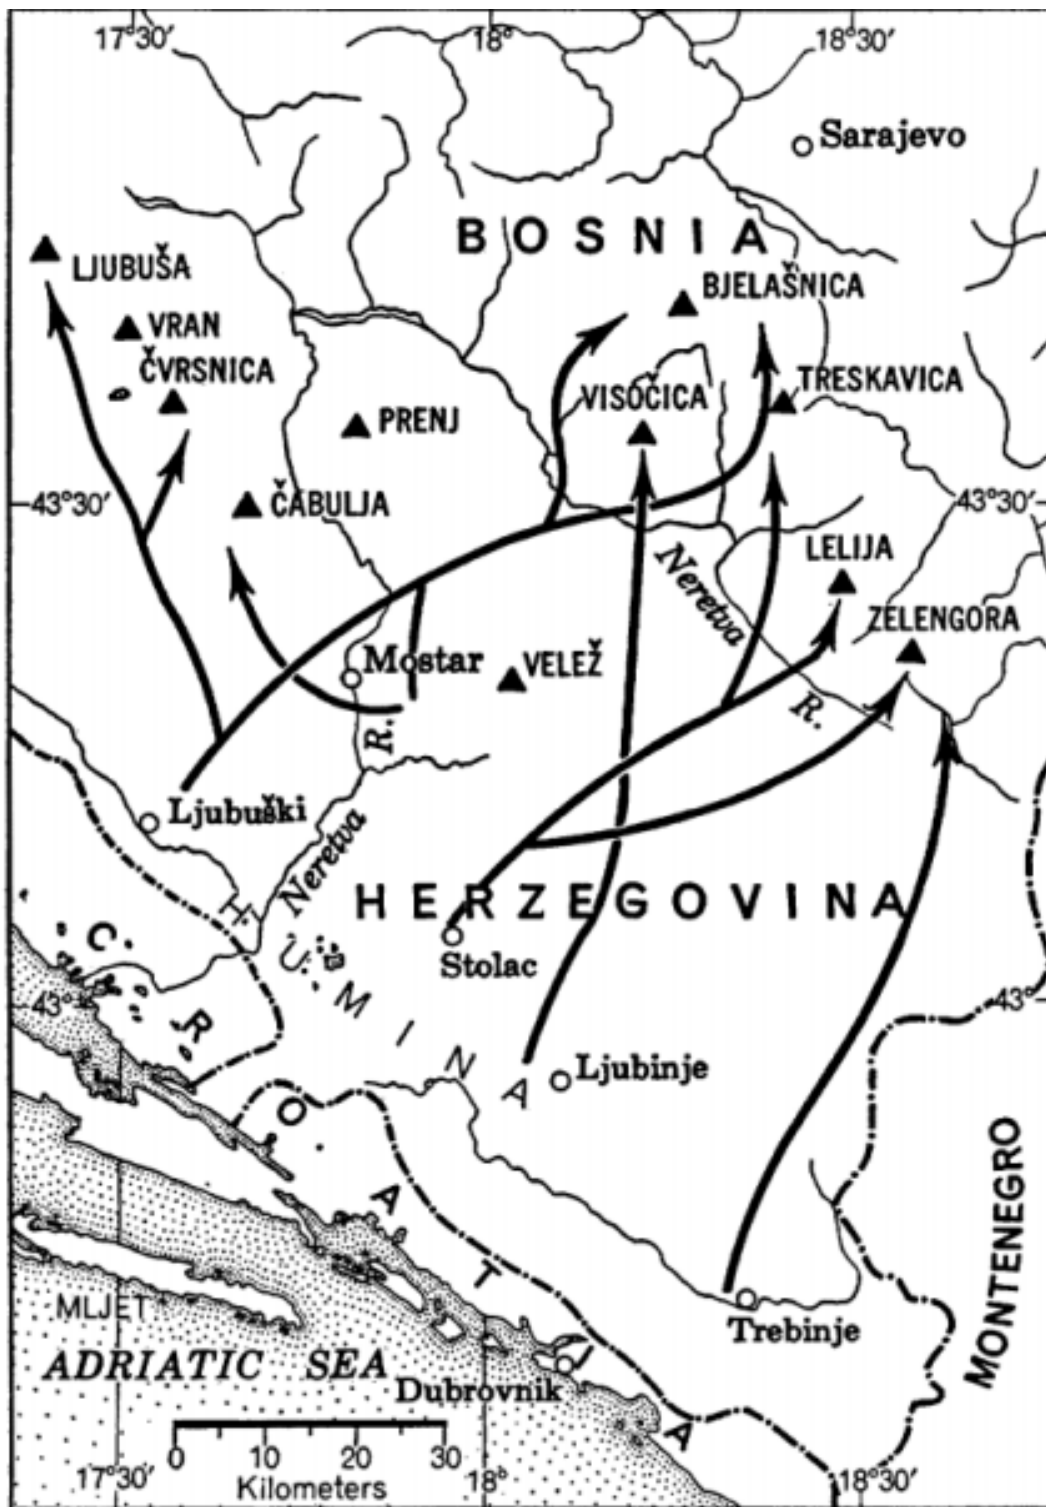 17°30′ 18° 18°30′
Sarajevo
BOSNIA
LJUBUŠA
BJELAŠNICA
VRAN
ČVRSNICA
TRESKAVICA
VISOČICA
PRENJ
ČABULJA
43°30′ 43°30′
LELIJA
Neretva
R.
ZELENGORA
Mostar
VELEŽ
R.
Ljubuški
Neretva
HERZEGOVINA
HUMINA
Stolac
CROATIA
43° 43°
Ljubinje
MONTENEGRO
MLJET
Trebinje
ADRIATIC SEA
Dubrovnik
0 10 20 30
Kilometers
17°30′ 18° 18°30′